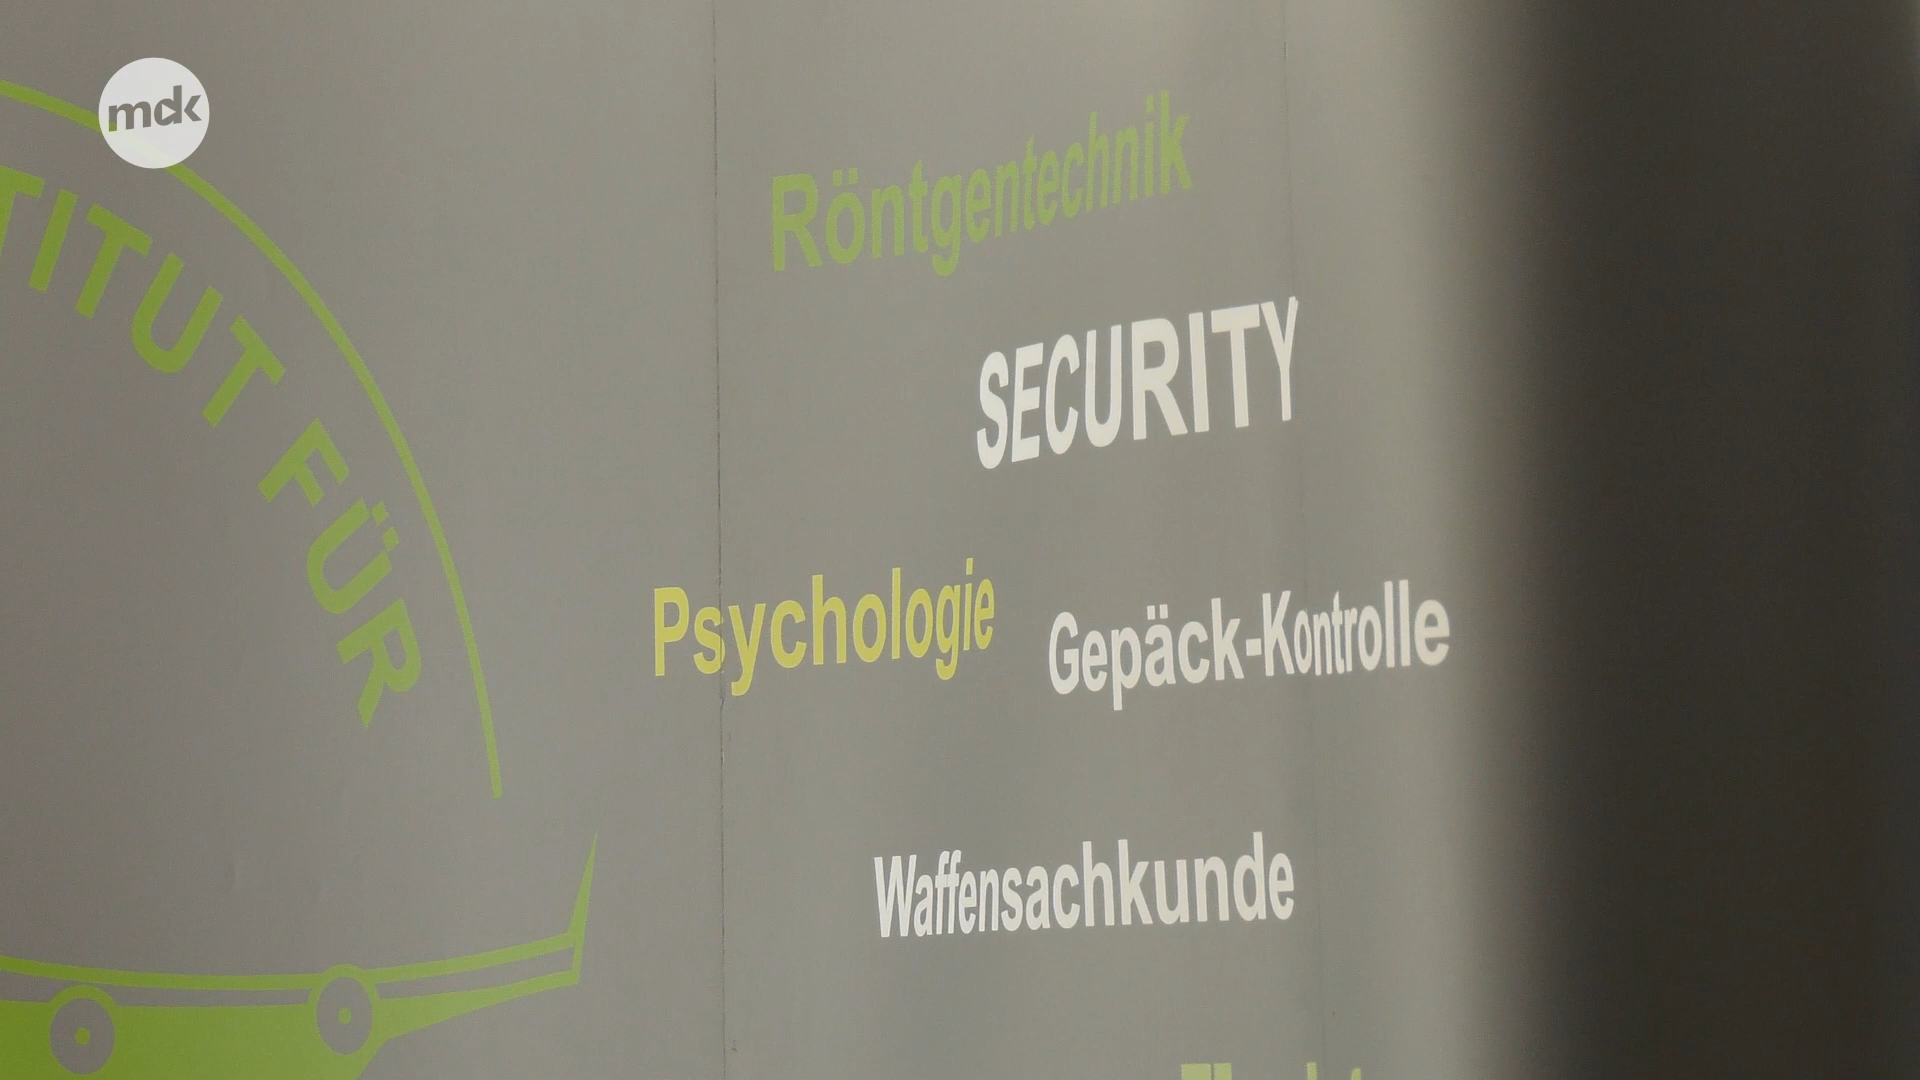 mdk
TITUT FÜR
Röntgentechnik
SECURITY
Psychologie
Gepäck-Kontrolle
Waffensachkunde